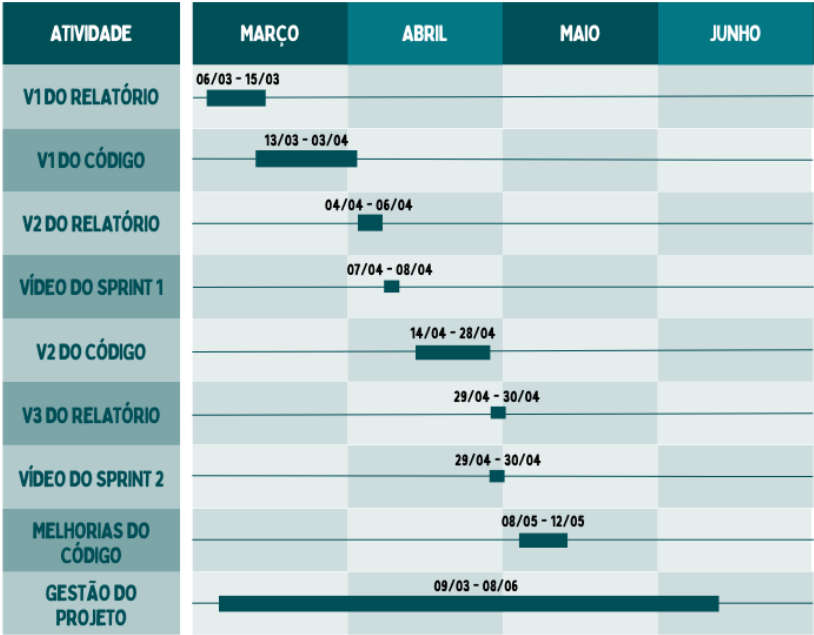 ATIVIDADE MARÇO ABRIL MAIO JUNHO
06/03 - 15/03
V1 DO RELATÓRIO
13/03 - 03/04
V1 DO CÓDIGO
04/04 - 06/04
V2 DO RELATÓRIO
07/04 - 08/04
VÍDEO DO SPRINT 1
14/04 - 28/04
V2 DO CÓDIGO
29/04 - 30/04
V3 DO RELATÓRIO
29/04 - 30/04
VÍDEO DO SPRINT 2
08/05 - 12/05
MELHORIAS DO
CÓDIGO
09/03 - 08/06
GESTÃO DO
PROJETO